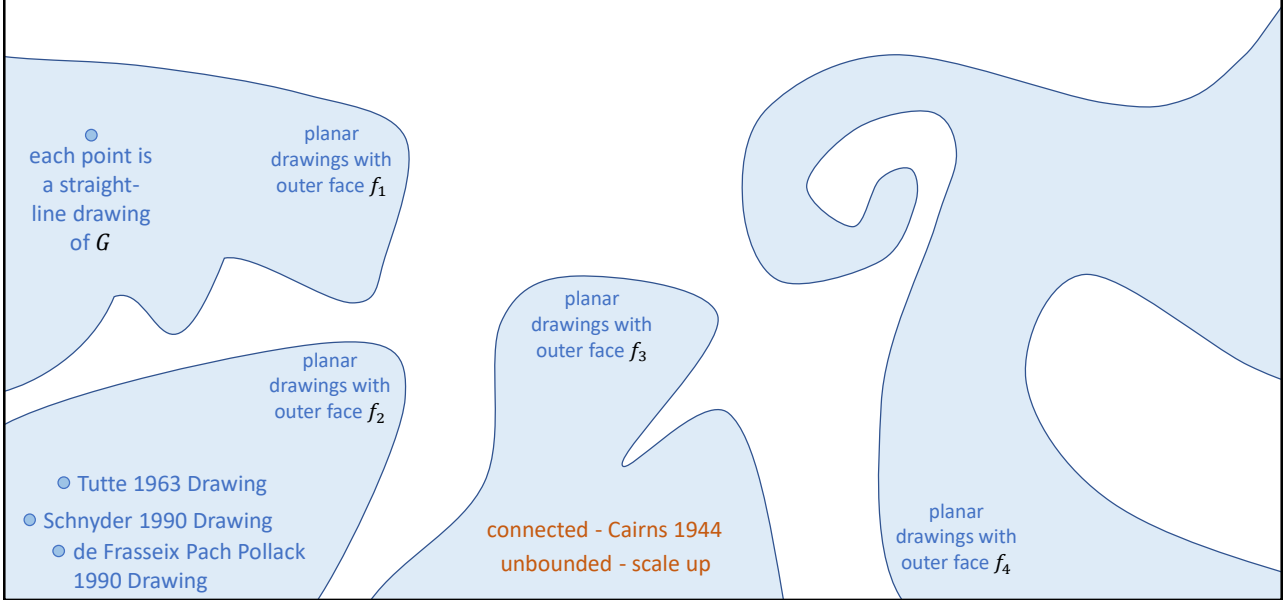 each point is
a straight-
line drawing
of G
planar
drawings with
outer face f₁
planar
drawings with
outer face f₂
Tutte 1963 Drawing
Schnyder 1990 Drawing
de Frasseix Pach Pollack
1990 Drawing
planar
drawings with
outer face f₃
connected - Cairns 1944
unbounded - scale up
planar
drawings with
outer face f₄